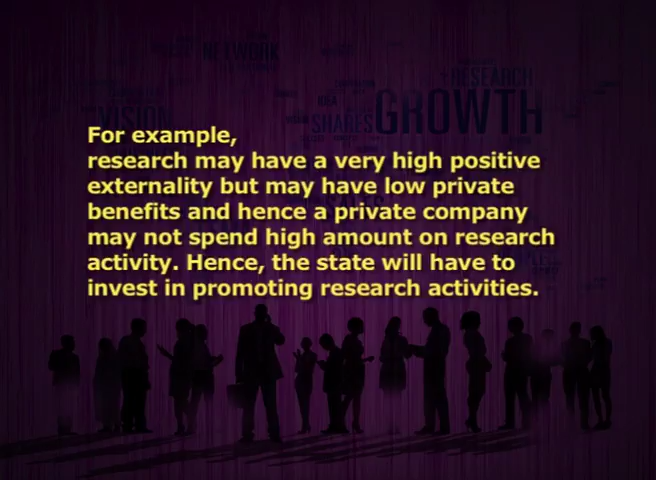 NETWORK
RESEARCH
IDEA
GROWTH
VISION
SHARES
For example,
research may have a very high positive
externality but may have low private
benefits and hence a private company
may not spend high amount on research
activity. Hence, the state will have to
invest in promoting research activities.